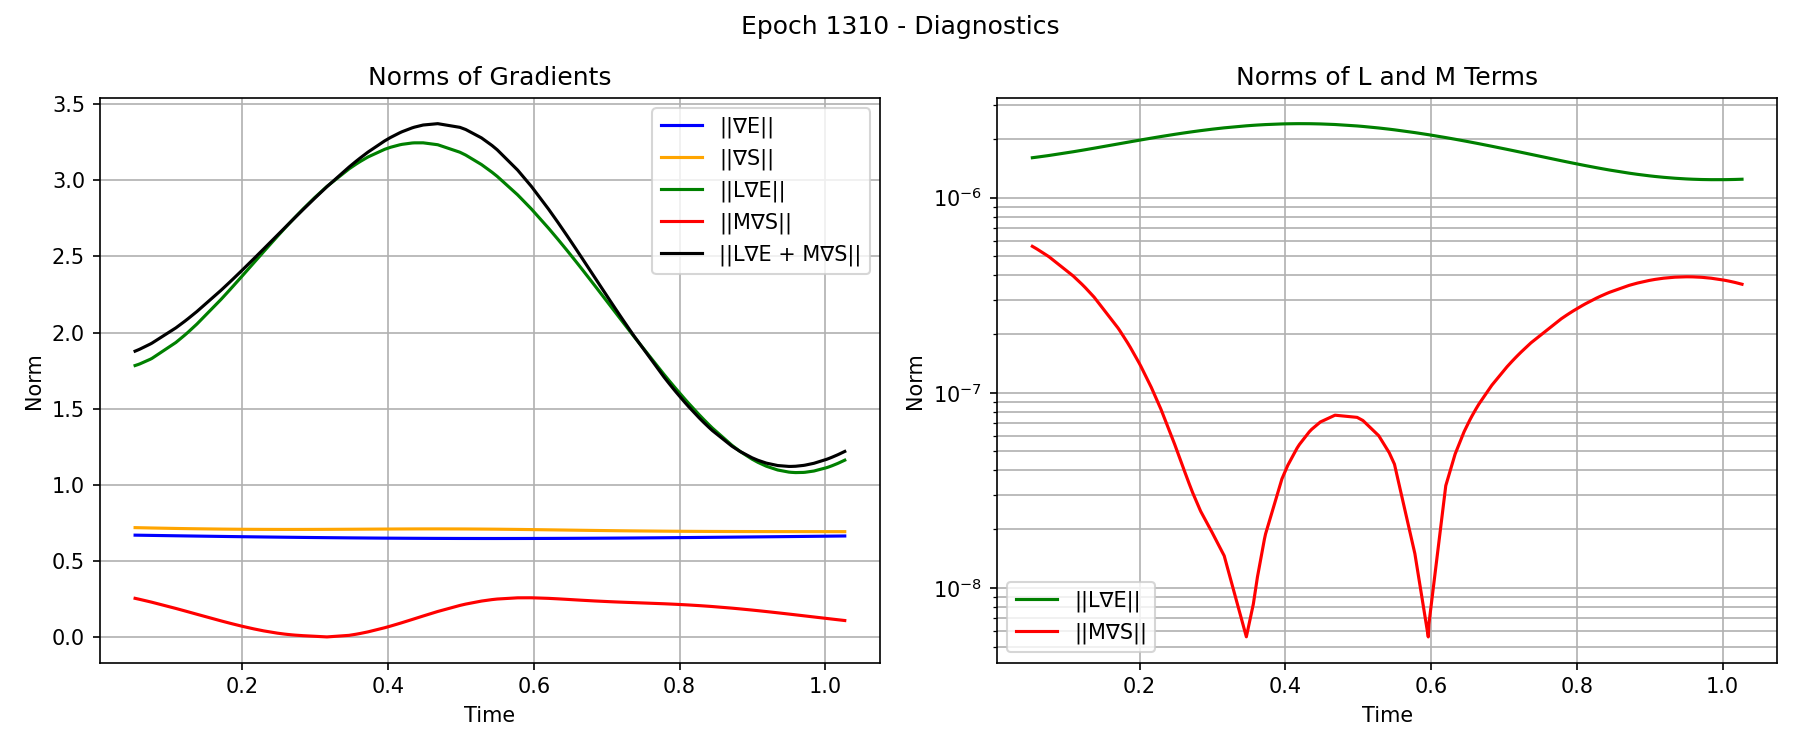 Epoch 1310 - Diagnostics
Norms of Gradients
3.5
3.0
2.5
2.0
1.5
1.0
0.5
0.0
Norm
0.2
0.4
0.6
0.8
1.0
Time
||∇E||
||∇S||
||L∇E||
||M∇S||
||L∇E + M∇S||
Norms of L and M Terms
10⁻⁶
10⁻⁷
10⁻⁸
Norm
0.2
0.4
0.6
0.8
1.0
Time
||L∇E||
||M∇S||